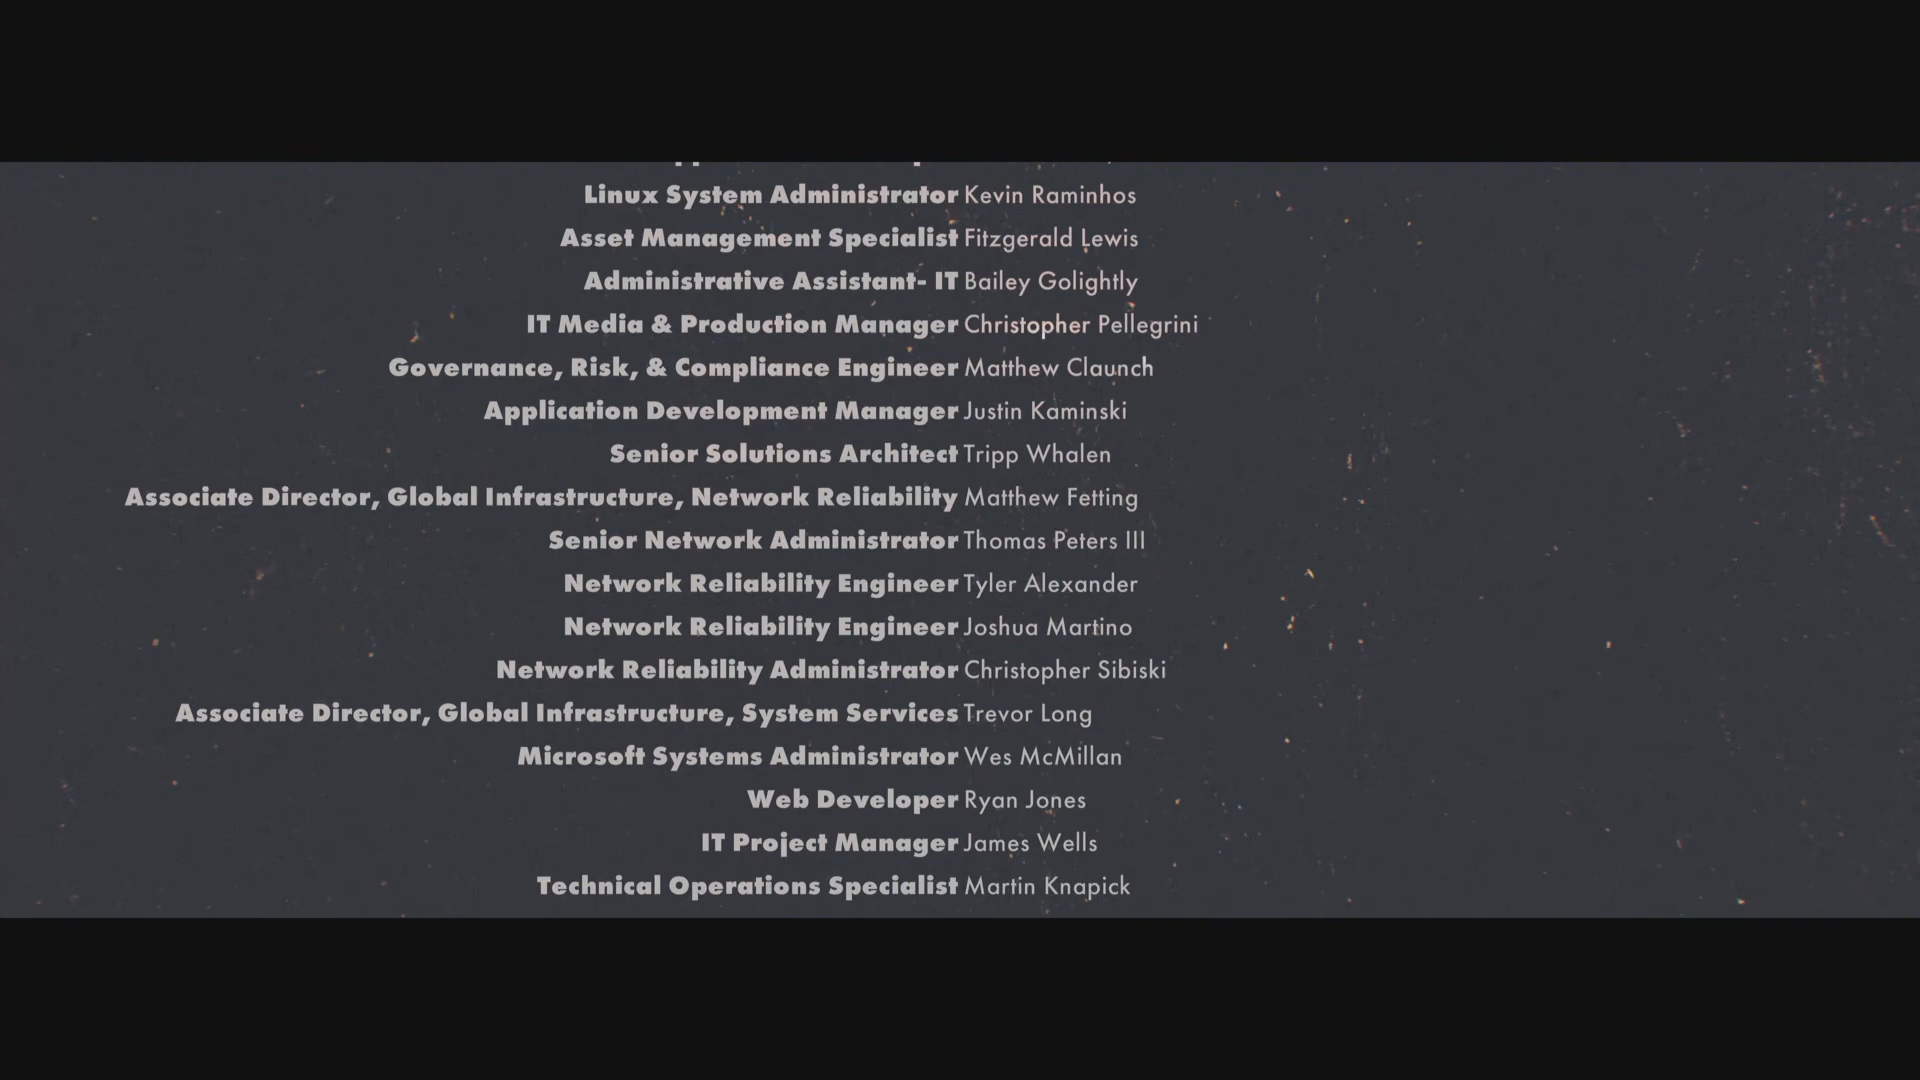 Linux System Administrator Kevin Raminhos
Asset Management Specialist Fitzgerald Lewis
Administrative Assistant- IT Bailey Golightly
IT Media & Production Manager Christopher Pellegrini
Governance, Risk, & Compliance Engineer Matthew Claunch
Application Development Manager Justin Kaminski
Senior Solutions Architect Tripp Whalen
Associate Director, Global Infrastructure, Network Reliability Matthew Fetting
Senior Network Administrator Thomas Peters III
Network Reliability Engineer Tyler Alexander
Network Reliability Engineer Joshua Martino
Network Reliability Administrator Christopher Sibiski
Associate Director, Global Infrastructure, System Services Trevor Long
Microsoft Systems Administrator Wes McMillan
Web Developer Ryan Jones
IT Project Manager James Wells
Technical Operations Specialist Martin Knapick